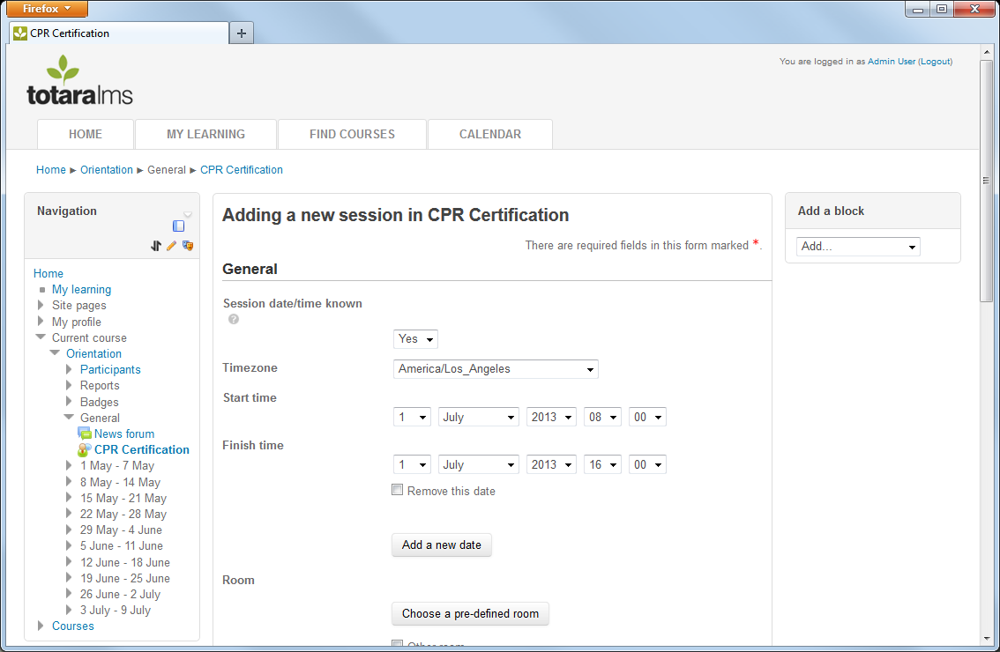 Firefox
CPR Certification
You are logged in as Admin User (Logout)
totaralms
HOME
MY LEARNING
FIND COURSES
CALENDAR
Home ► Orientation ► General ► CPR Certification
Navigation
Home
My learning
Site pages
My profile
Current course
Orientation
Participants
Reports
Badges
General
News forum
CPR Certification
1 May - 7 May
8 May - 14 May
15 May - 21 May
22 May - 28 May
29 May - 4 June
5 June - 11 June
12 June - 18 June
19 June - 25 June
26 June - 2 July
3 July - 9 July
Courses
Adding a new session in CPR Certification
There are required fields in this form marked *.
General
Session date/time known
Yes
Timezone
America/Los_Angeles
Start time
1 July 2013 08 00
Finish time
1 July 2013 16 00
Remove this date
Add a new date
Room
Choose a pre-defined room
Other room
Add a block
Add...